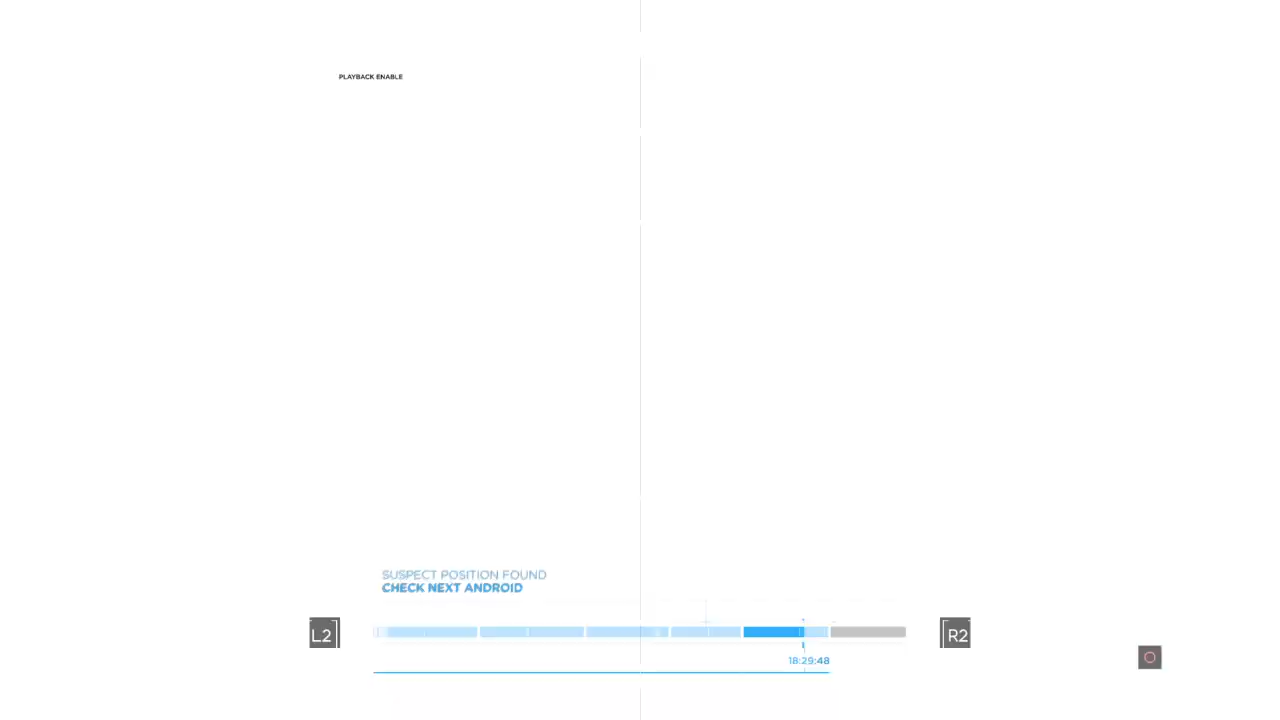 PLAYBACK ENABLE
SUSPECT POSITION FOUND
CHECK NEXT ANDROID
L2
R2
18:29:48